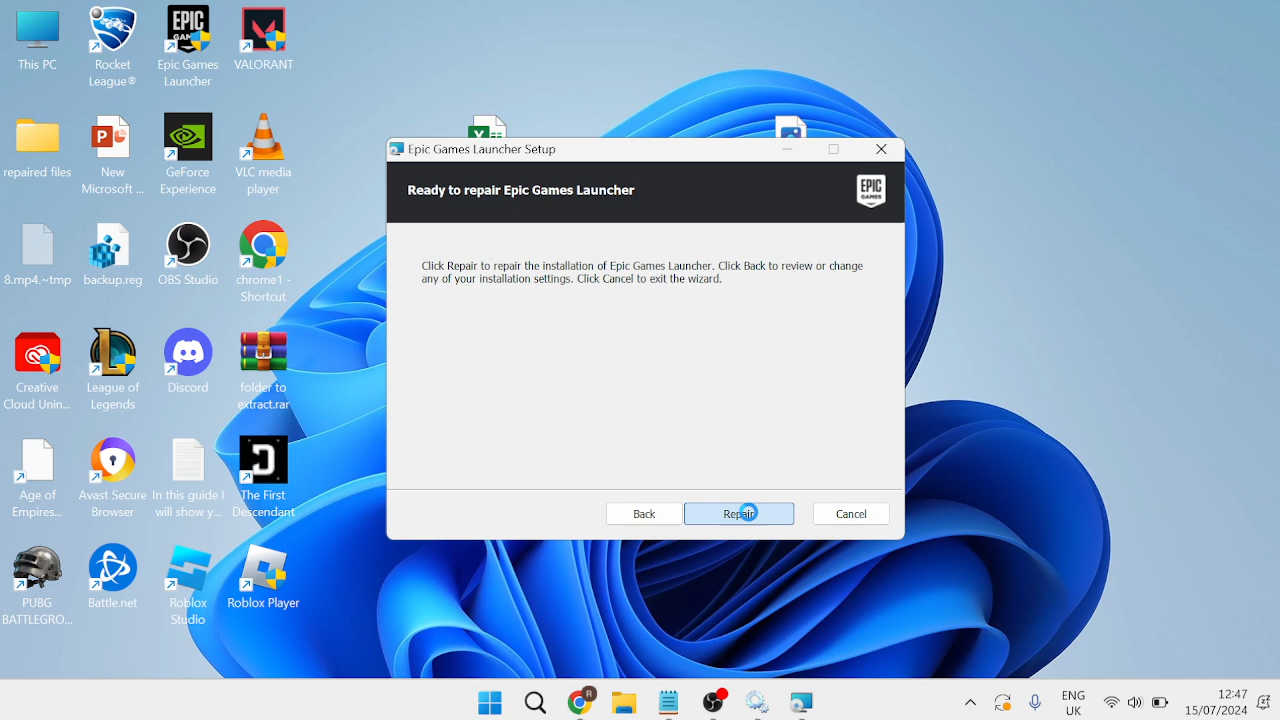 This PC
Rocket
League®
EPIC
GAMES
Epic Games
Launcher
VALORANT
repaired files
New
Microsoft ...
GeForce
Experience
VLC media
player
8.mp4.~tmp
backup.reg
OBS Studio
chrome1 -
Shortcut
Creative
Cloud Unin...
League of
Legends
Discord
folder to
extract.rar
Age of
Empires...
Avast Secure
Browser
In this guide I
will show y...
The First
Descendant
PUBG
BATTLEGRO...
Battle.net
Roblox
Studio
Roblox Player
Epic Games Launcher Setup
Ready to repair Epic Games Launcher
EPIC
GAMES
Click Repair to repair the installation of Epic Games Launcher. Click Back to review or change
any of your installation settings. Click Cancel to exit the wizard.
Back
Repair
Cancel
R
ENG
UK
12:47
15/07/2024